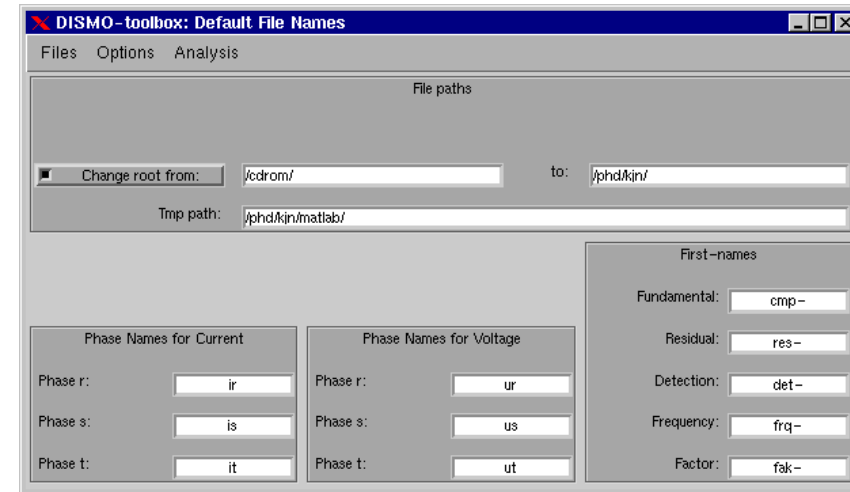 DISMO-toolbox: Default File Names
Files Options Analysis
File paths
Change root from: /cdrom/ to: /phd/kjn/
Tmp path: /phd/kjn/matlab/
First-names
Fundamental: cmp-
Phase Names for Current Phase Names for Voltage Residual: res-
Phase r: ir Phase r: ur Detection: det-
Phase s: is Phase s: us Frequency: frq-
Phase t: it Phase t: ut Factor: fak-